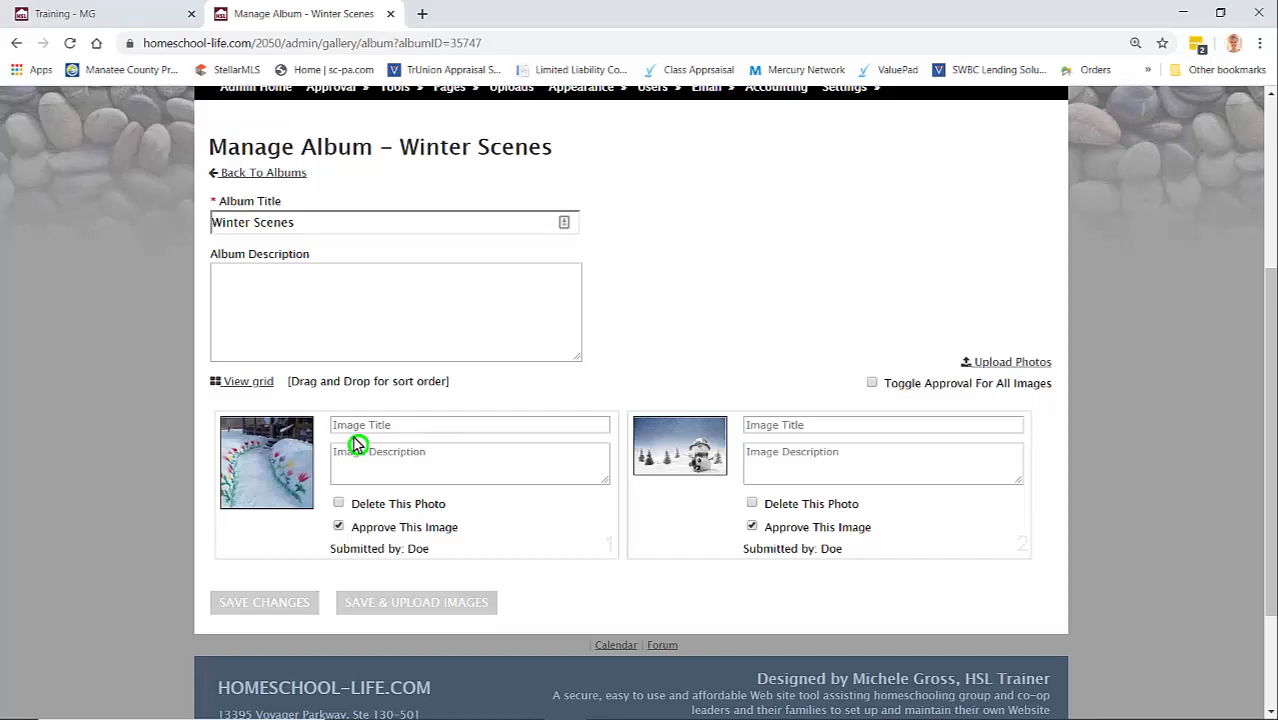 Training - MG
Manage Album - Winter Scenes
homeschool-life.com/2050/admin/gallery/album?albumID=35747
2
Apps
Manatee County Pr...
StellarMLS
Home | sc-pa.com
TrUnion Appraisal S...
Limited Liability Co...
Class Apprsaisal
Mercury Network
ValuePad
SWBC Lending Solu...
Orders
Other bookmarks
Admin Home Approval Tools Pages Uploads Appearance Users Email Accounting Settings
Manage Album – Winter Scenes
Back To Albums
* Album Title
Winter Scenes
Album Description
Upload Photos
View grid [Drag and Drop for sort order]
Toggle Approval For All Images
Image Title
Image Description
Delete This Photo
Approve This Image
Submitted by: Doe
1
Image Title
Image Description
Delete This Photo
Approve This Image
Submitted by: Doe
2
SAVE CHANGES
SAVE & UPLOAD IMAGES
| Calendar | Forum
HOMESCHOOL-LIFE.COM
13395 Voyager Parkway, Ste 130-501
Designed by Michele Gross, HSL Trainer
A secure, easy to use and affordable Web site tool assisting homeschooling group and co-op
leaders and their families to set up and maintain their own Website